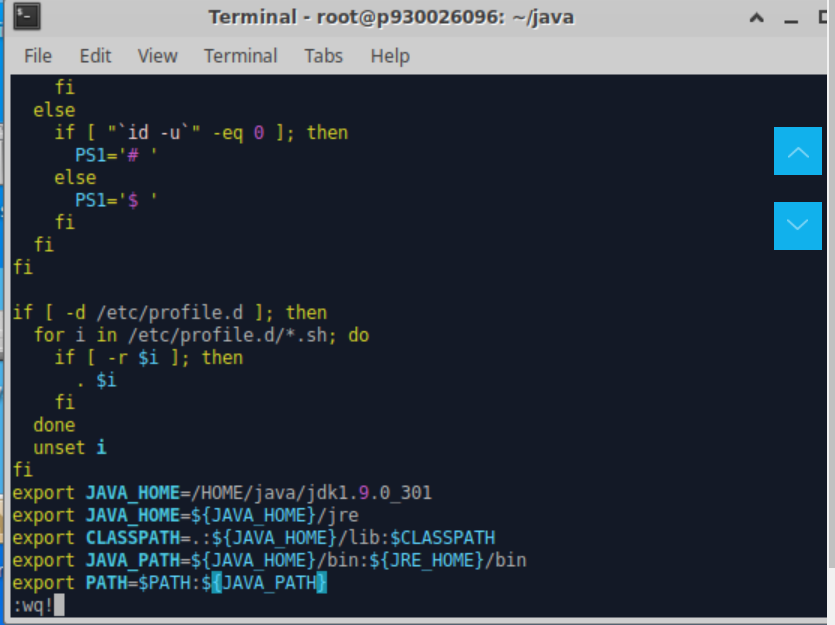 Terminal - root@p930026096: ~/java
File Edit View Terminal Tabs Help
fi
else
if [ "`id -u`" -eq 0 ]; then
PS1='# '
else
PS1='$ '
fi
fi
fi
if [ -d /etc/profile.d ]; then
for i in /etc/profile.d/*.sh; do
if [ -r $i ]; then
. $i
fi
done
unset i
fi
export JAVA_HOME=/HOME/java/jdk1.9.0_301
export JAVA_HOME=${JAVA_HOME}/jre
export CLASSPATH=.:${JAVA_HOME}/lib:$CLASSPATH
export JAVA_PATH=${JAVA_HOME}/bin:${JRE_HOME}/bin
export PATH=$PATH:${JAVA_PATH}
:wq!